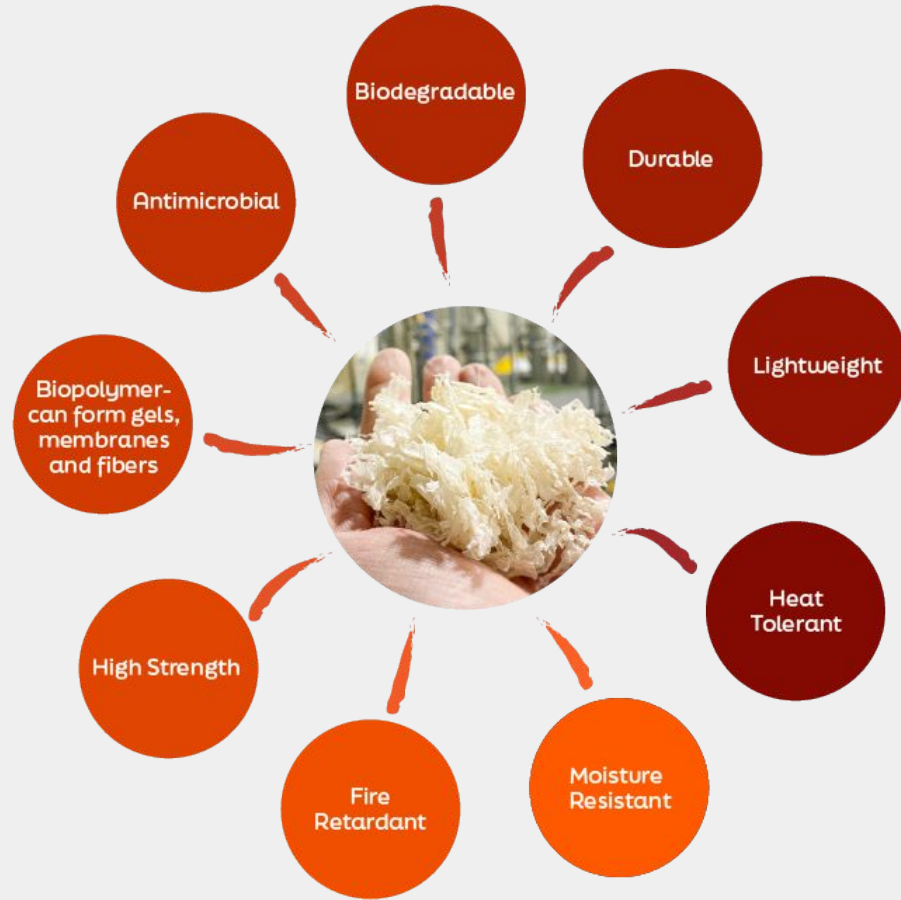 Biodegradable
Durable
Lightweight
Heat
Tolerant
Moisture
Resistant
Fire
Retardant
High Strength
Biopolymer-
can form gels,
membranes
and fibers
Antimicrobial